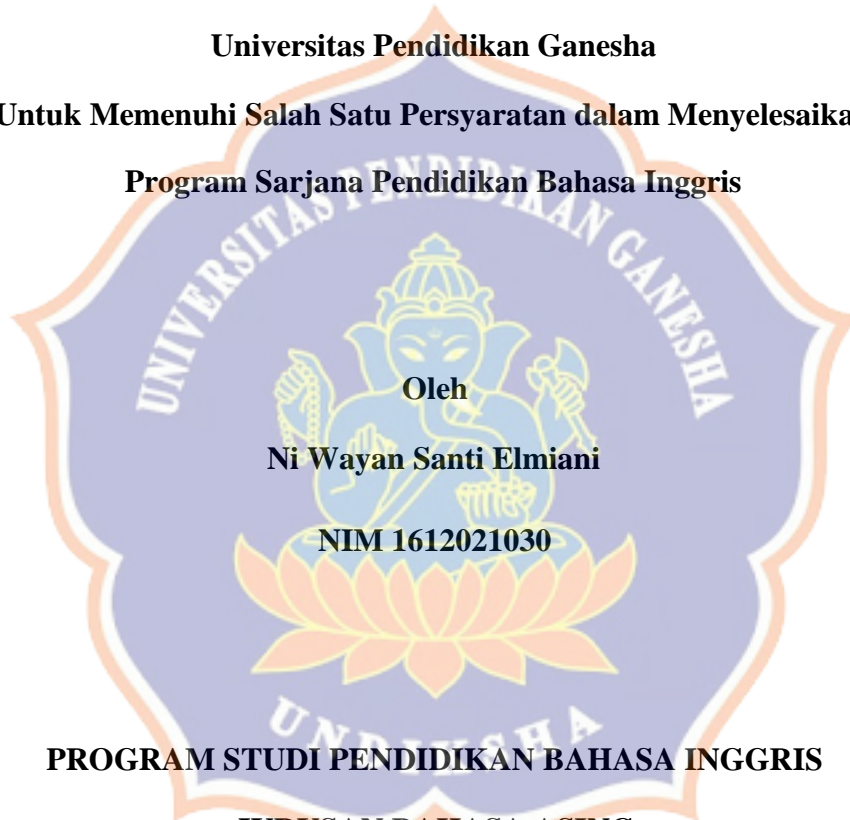 Universitas Pendidikan Ganesha
Untuk Memenuhi Salah Satu Persyaratan dalam Menyelesaika
Program Sarjana Pendidikan Bahasa Inggris
UNIVERSITAS PENDIDIKAN GANESHA
Oleh
Ni Wayan Santi Elmiani
NIM 1612021030
UNDIKSHA
PROGRAM STUDI PENDIDIKAN BAHASA INGGRIS